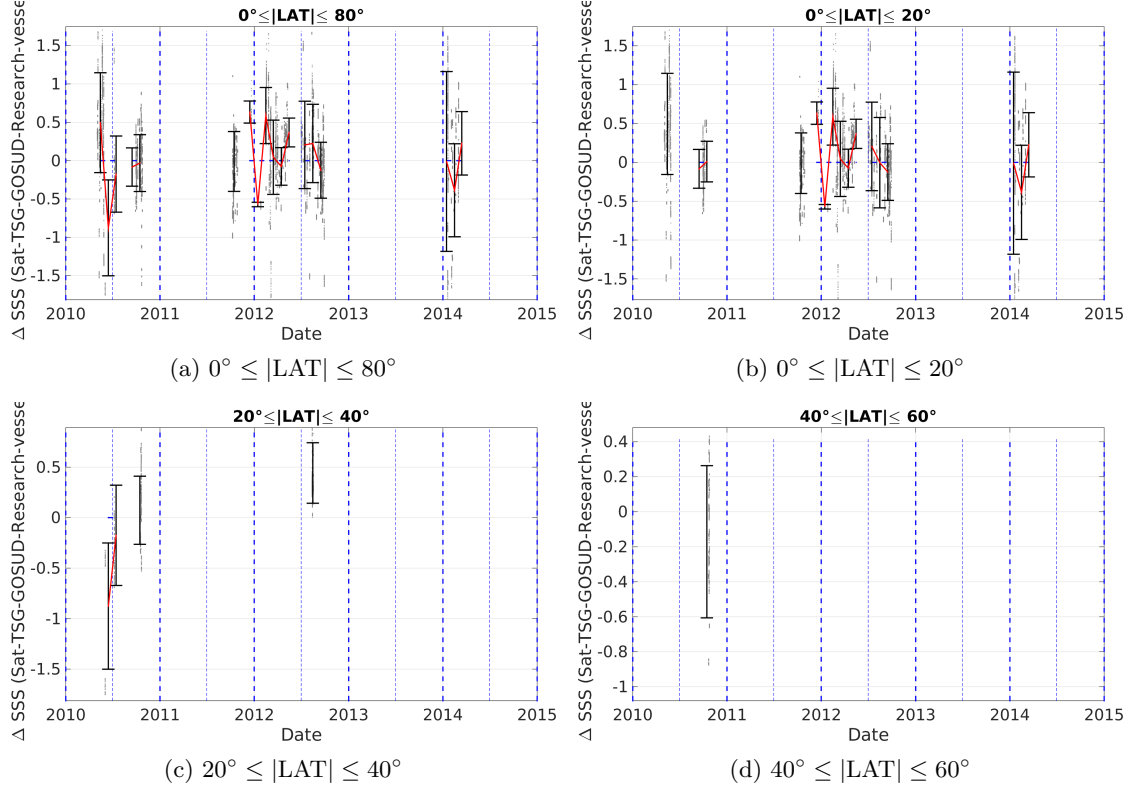 0°≤|LAT|≤ 80°
Δ SSS (Sat-TSG-GOSUD-Research-vesse
1.5
1
0.5
0
-0.5
-1
-1.5
2010 2011 2012 2013 2014 2015
Date
(a) 0° ≤ |LAT| ≤ 80°
0°≤|LAT|≤ 20°
Δ SSS (Sat-TSG-GOSUD-Research-vesse
1.5
1
0.5
0
-0.5
-1
-1.5
2010 2011 2012 2013 2014 2015
Date
(b) 0° ≤ |LAT| ≤ 20°
20°≤|LAT|≤ 40°
Δ SSS (Sat-TSG-GOSUD-Research-vesse
0.5
0
-0.5
-1
-1.5
2010 2011 2012 2013 2014 2015
Date
(c) 20° ≤ |LAT| ≤ 40°
40°≤|LAT|≤ 60°
Δ SSS (Sat-TSG-GOSUD-Research-vesse
0.4
0.2
0
-0.2
-0.4
-0.6
-0.8
-1
2010 2011 2012 2013 2014 2015
Date
(d) 40° ≤ |LAT| ≤ 60°